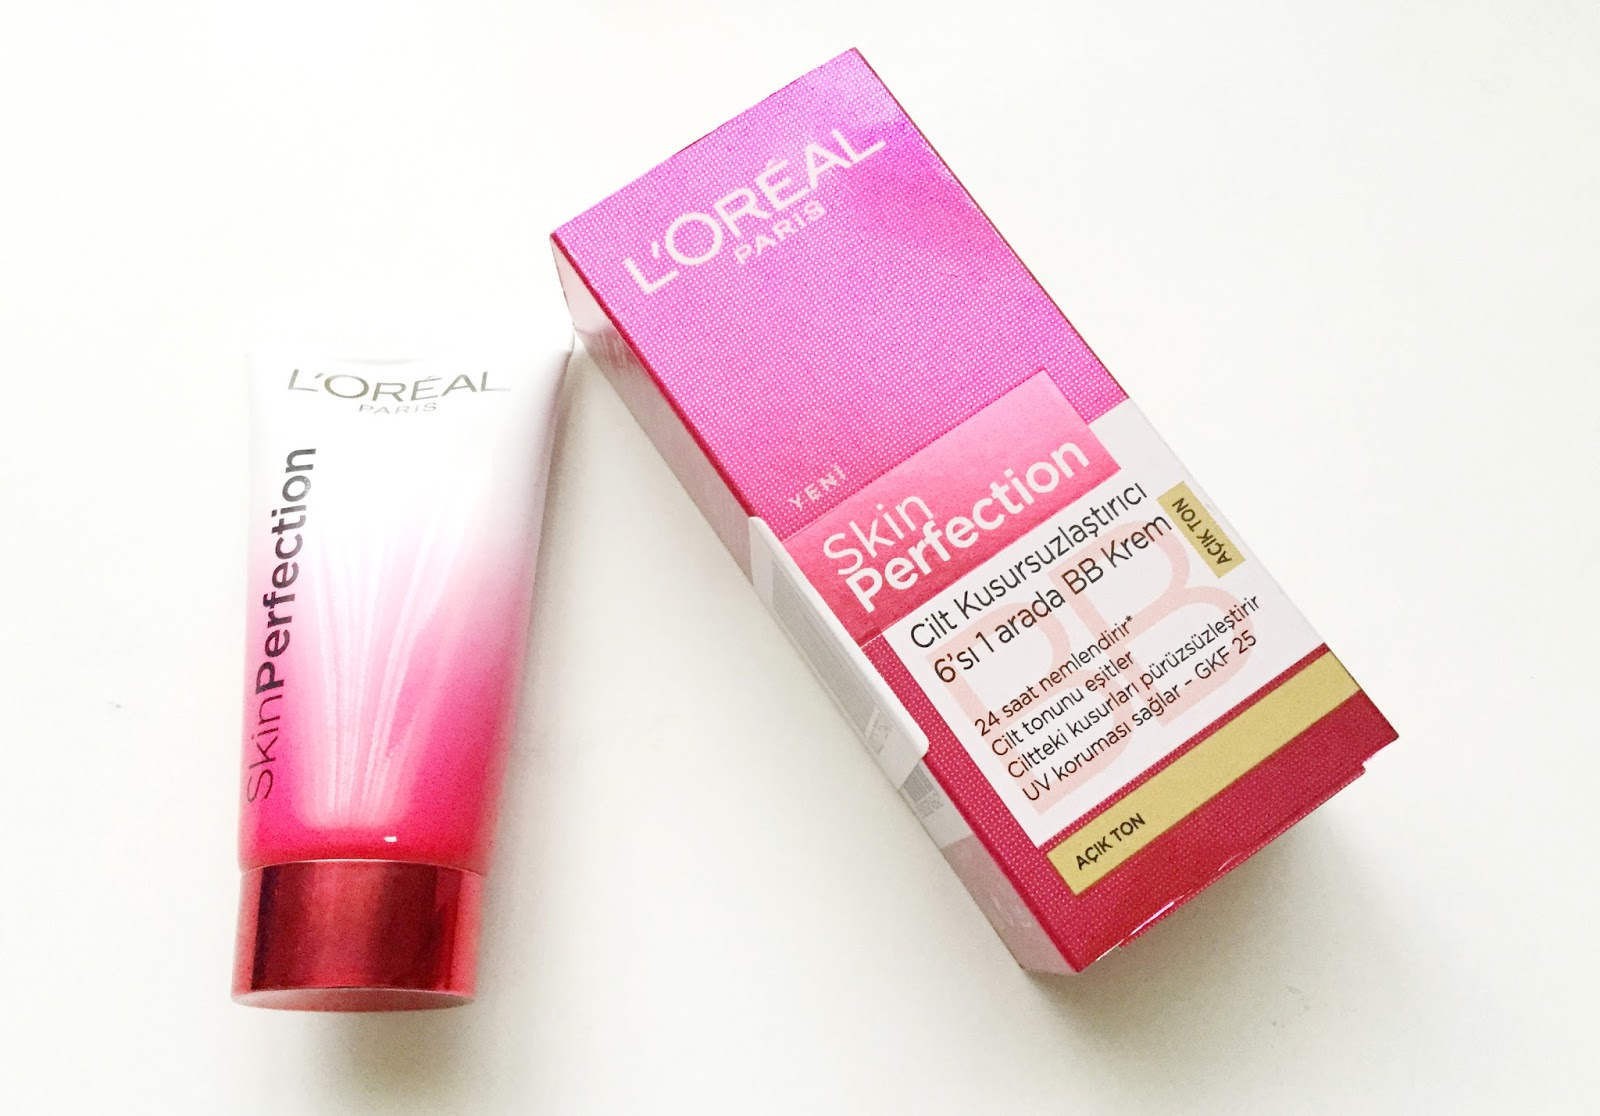 L'ORÉAL
PARIS
SkinPerfection
L'ORÉAL
PARIS
YENİ
Skin
Perfection
BB
Cilt Kusursuzlaştırıcı
6'sı 1 arada BB Krem
AÇIK TON
24 saat nemlendirir*
Cilt tonunu eşitler
Ciltteki kusurları pürüzsüzleştirir
UV koruması sağlar - GKF 25
AÇIK TON